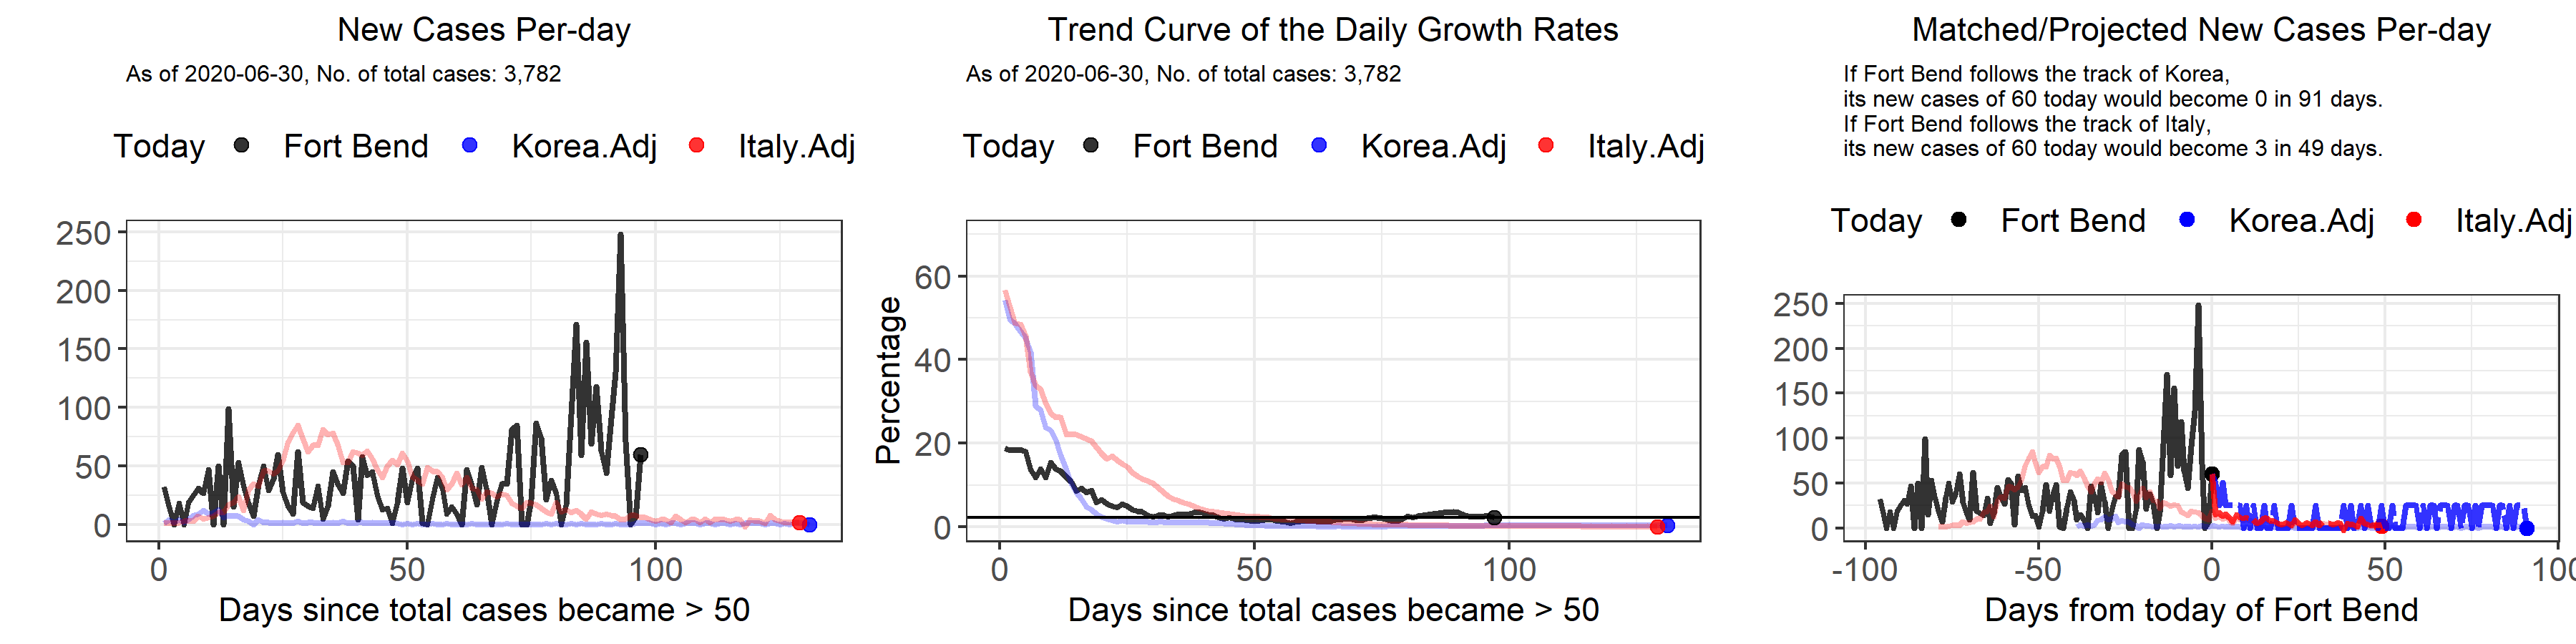 New Cases Per-day
As of 2020-06-30, No. of total cases: 3,782
Today Fort Bend Korea.Adj Italy.Adj
250
200
150
100
50
0
0 50 100
Days since total cases became > 50
Trend Curve of the Daily Growth Rates
As of 2020-06-30, No. of total cases: 3,782
Today Fort Bend Korea.Adj Italy.Adj
Percentage
60
40
20
0
0 50 100
Days since total cases became > 50
Matched/Projected New Cases Per-day
If Fort Bend follows the track of Korea,
its new cases of 60 today would become 0 in 91 days.
If Fort Bend follows the track of Italy,
its new cases of 60 today would become 3 in 49 days.
Today Fort Bend Korea.Adj Italy.Adj
250
200
150
100
50
0
-100 -50 0 50 100
Days from today of Fort Bend